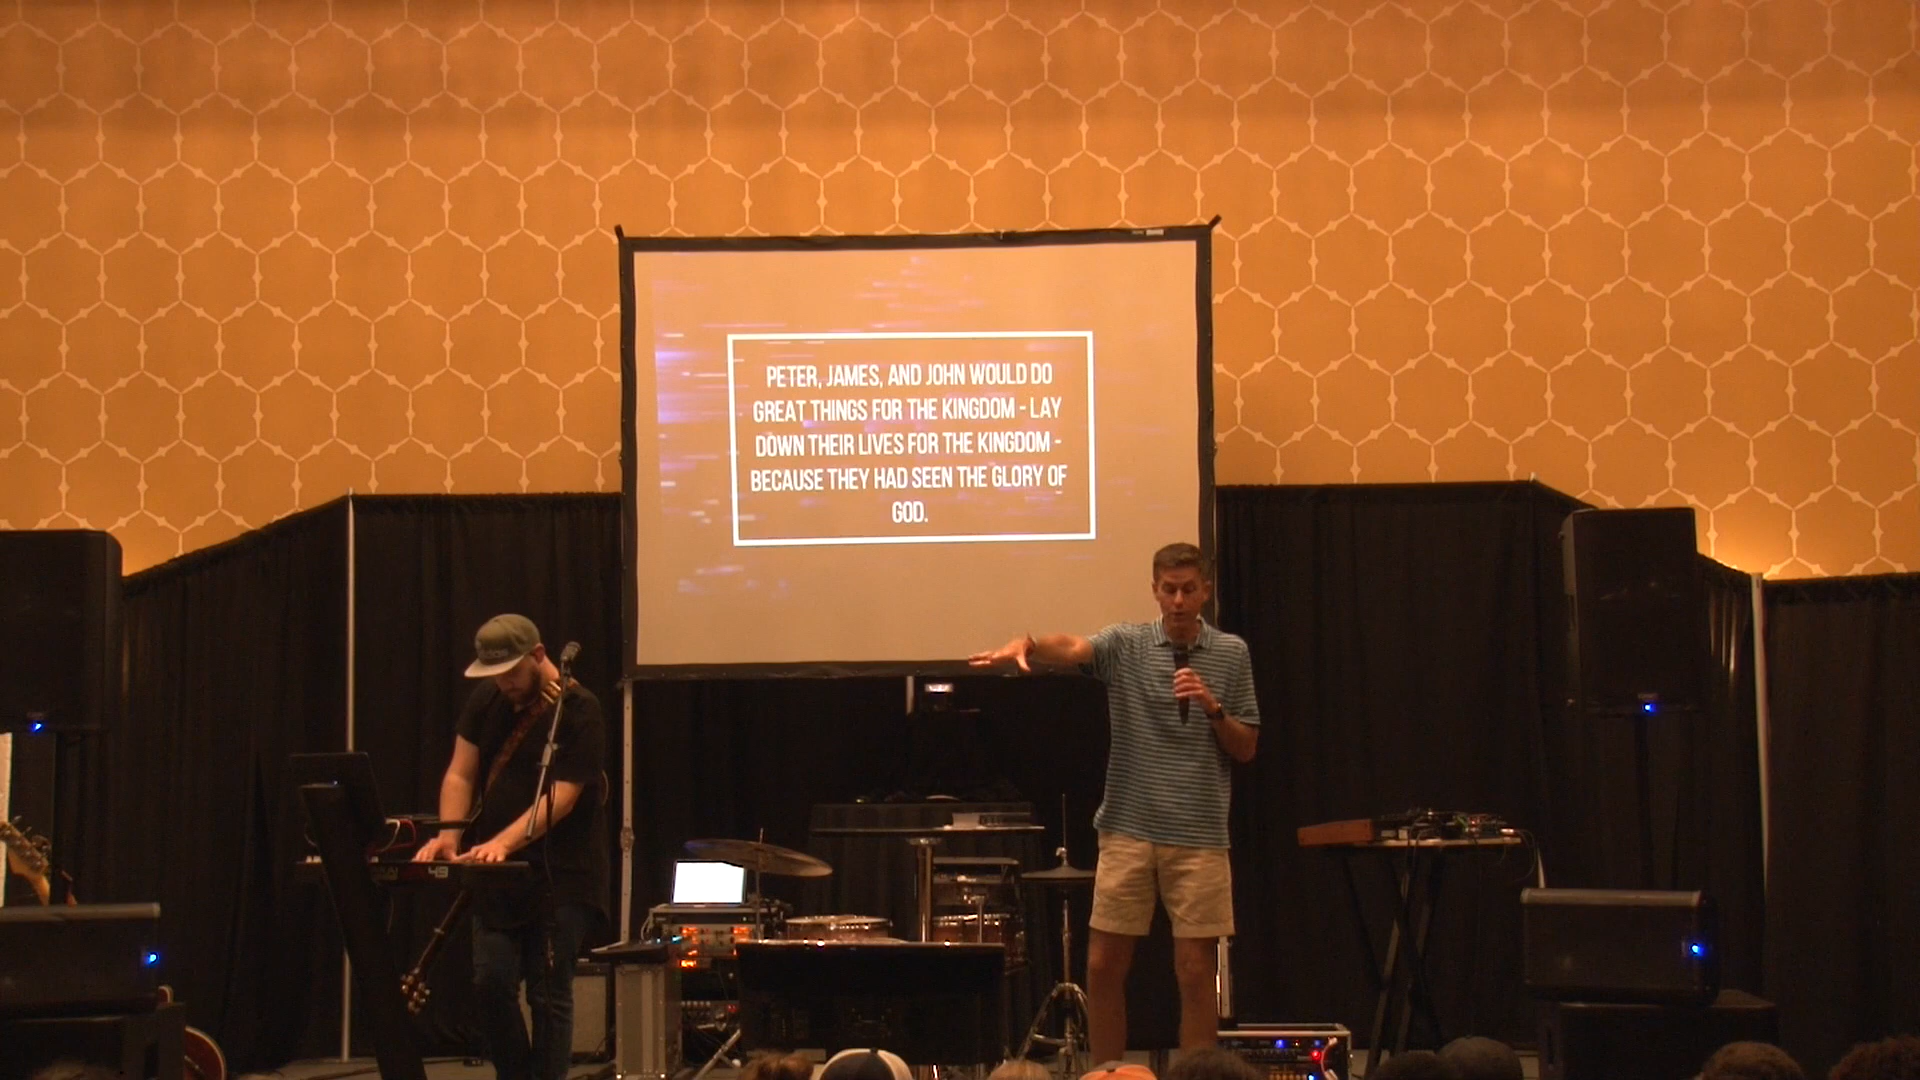 PETER, JAMES, AND JOHN WOULD DO
GREAT THINGS FOR THE KINGDOM - LAY
DOWN THEIR LIVES FOR THE KINGDOM -
BECAUSE THEY HAD SEEN THE GLORY OF
GOD.
49